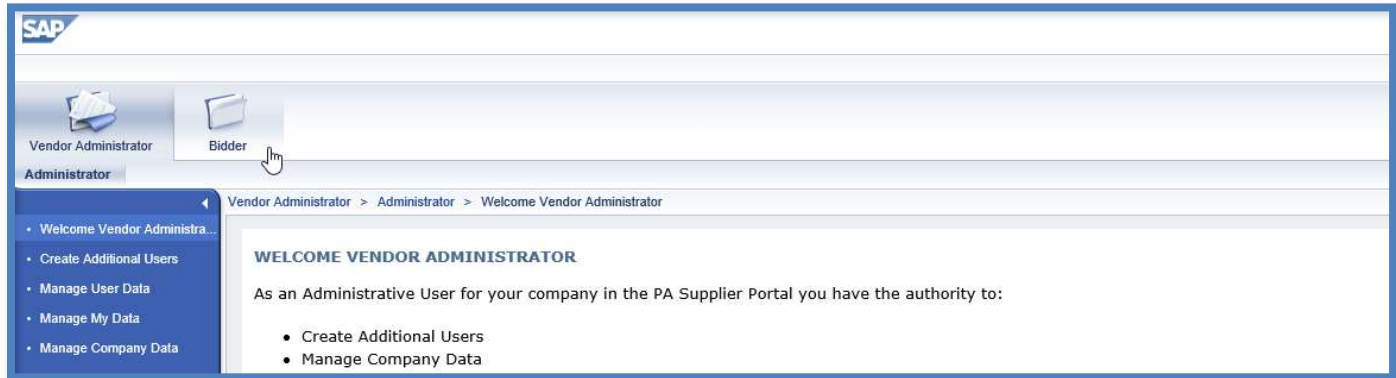 SAP
Vendor Administrator
Bidder
Administrator
Vendor Administrator > Administrator > Welcome Vendor Administrator
• Welcome Vendor Administra...
• Create Additional Users
• Manage User Data
• Manage My Data
• Manage Company Data
WELCOME VENDOR ADMINISTRATOR
As an Administrative User for your company in the PA Supplier Portal you have the authority to:
• Create Additional Users
• Manage Company Data